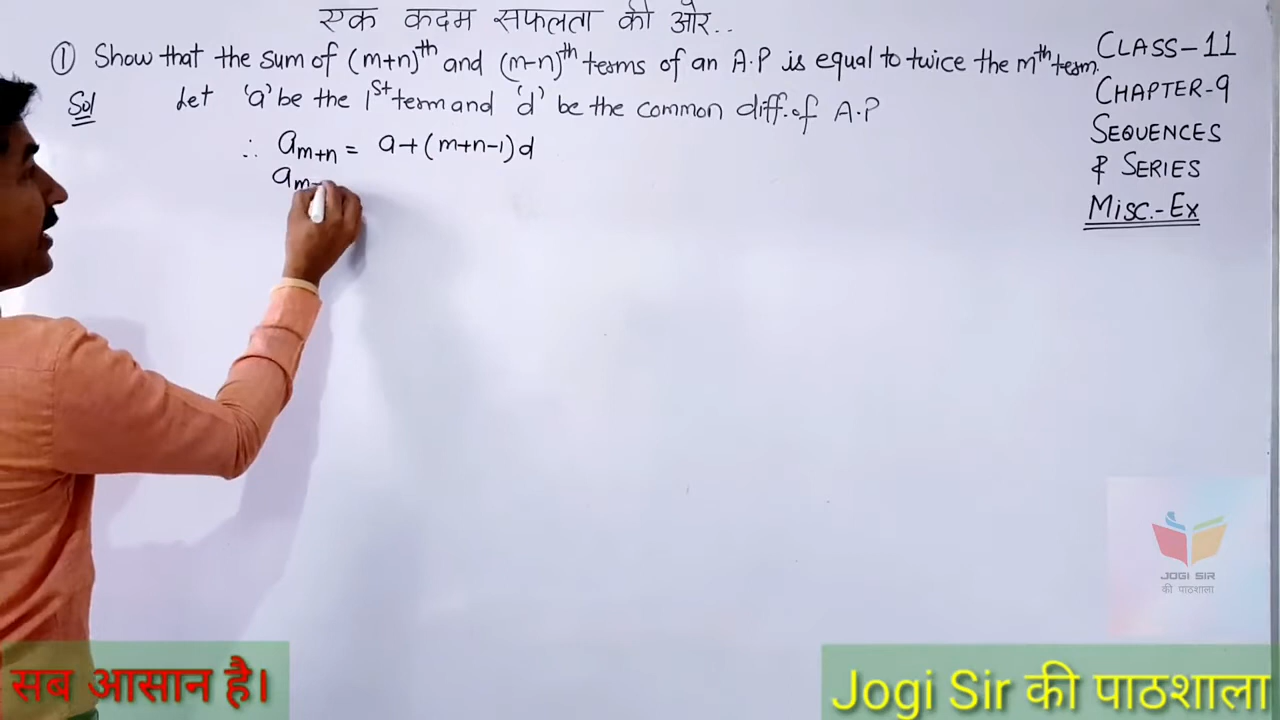 एक कदम सफलता की ओर..
① Show that the sum of (m+n)th and (m-n)th terms of an A.P is equal to twice the mth term.
Sol Let 'a' be the 1st term and 'd' be the common diff. of A.P
∴ am+n = a+(m+n-1)d
am-
CLASS-11
CHAPTER-9
SEQUENCES
& SERIES
MISC.-EX
JOGI SIR
की पाठशाला
सब आसान है।
Jogi Sir की पाठशाला